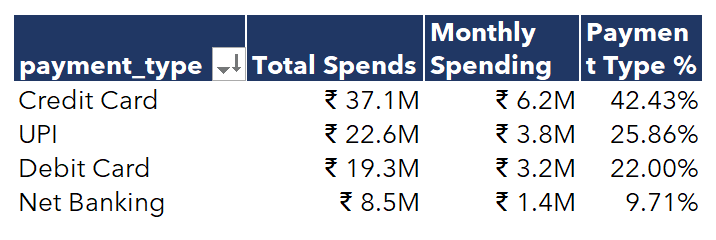 payment_type Total Spends Monthly Spending Paymen t Type %
Credit Card ₹ 37.1M ₹ 6.2M 42.43%
UPI ₹ 22.6M ₹ 3.8M 25.86%
Debit Card ₹ 19.3M ₹ 3.2M 22.00%
Net Banking ₹ 8.5M ₹ 1.4M 9.71%